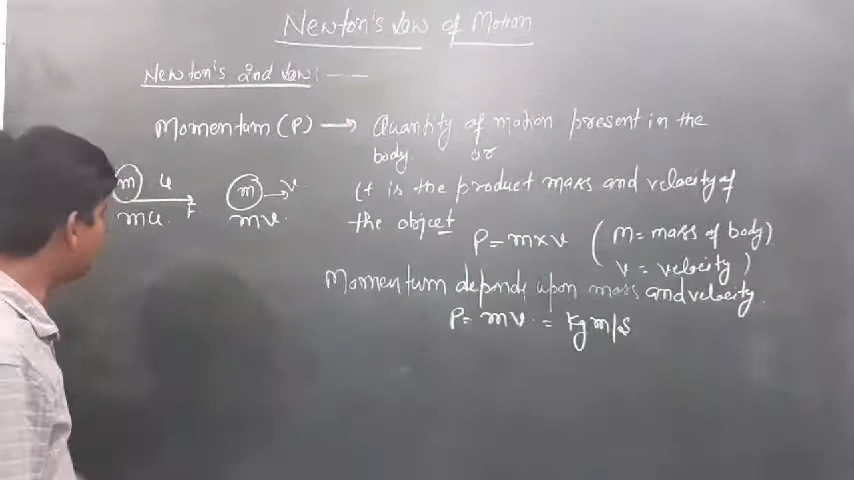 Newton's Law of Motion
Newton's 2nd Law :-
Momentum (P) → Quantity of motion present in the
body. or
It is the product mass and velocity of
the object
P = m×v ( m = mass of body)
v = velocity )
Momentum depends upon mass and velocity.
P = mv = kg m/s
m u F
mu.
m v
mv.